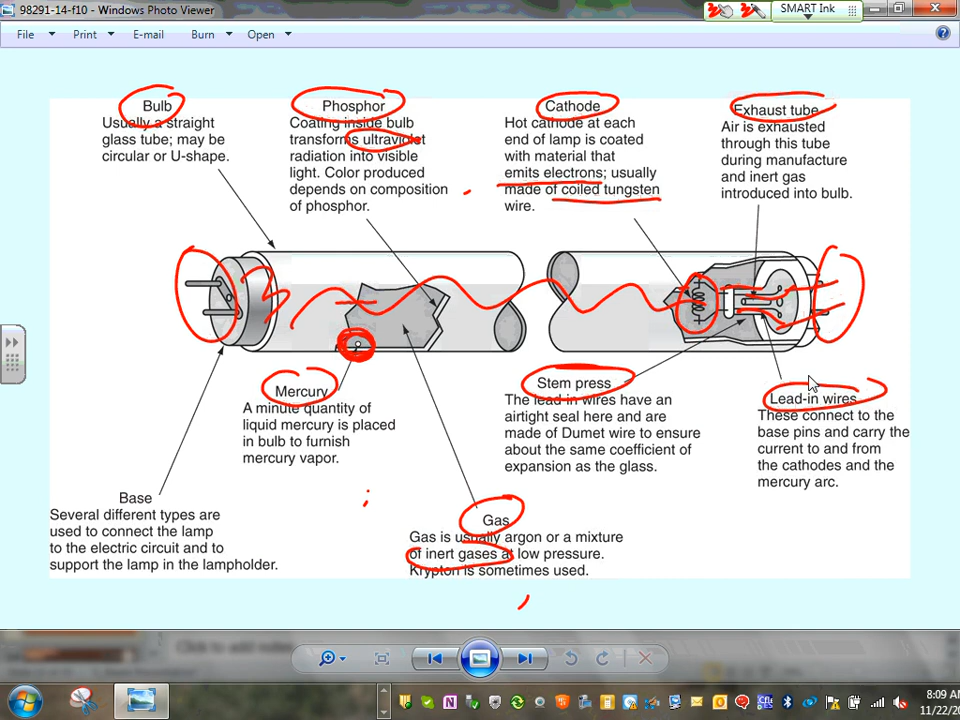 98291-14-f10 - Windows Photo Viewer
SMART Ink
File Print E-mail Burn Open
Bulb
Usually a straight
glass tube; may be
circular or U-shape.
Phosphor
Coating inside bulb
transforms ultraviolet
radiation into visible
light. Color produced
depends on composition
of phosphor.
Cathode
Hot cathode at each
end of lamp is coated
with material that
emits electrons; usually
made of coiled tungsten
wire.
Exhaust tube
Air is exhausted
through this tube
during manufacture
and inert gas
introduced into bulb.
Mercury
A minute quantity of
liquid mercury is placed
in bulb to furnish
mercury vapor.
Stem press
The lead-in wires have an
airtight seal here and are
made of Dumet wire to ensure
about the same coefficient of
expansion as the glass.
Lead-in wires
These connect to the
base pins and carry the
current to and from
the cathodes and the
mercury arc.
Base
Several different types are
used to connect the lamp
to the electric circuit and to
support the lamp in the lampholder.
Gas
Gas is usually argon or a mixture
of inert gases at low pressure.
Krypton is sometimes used.
Click to add notes
8:09 AM
11/22/20